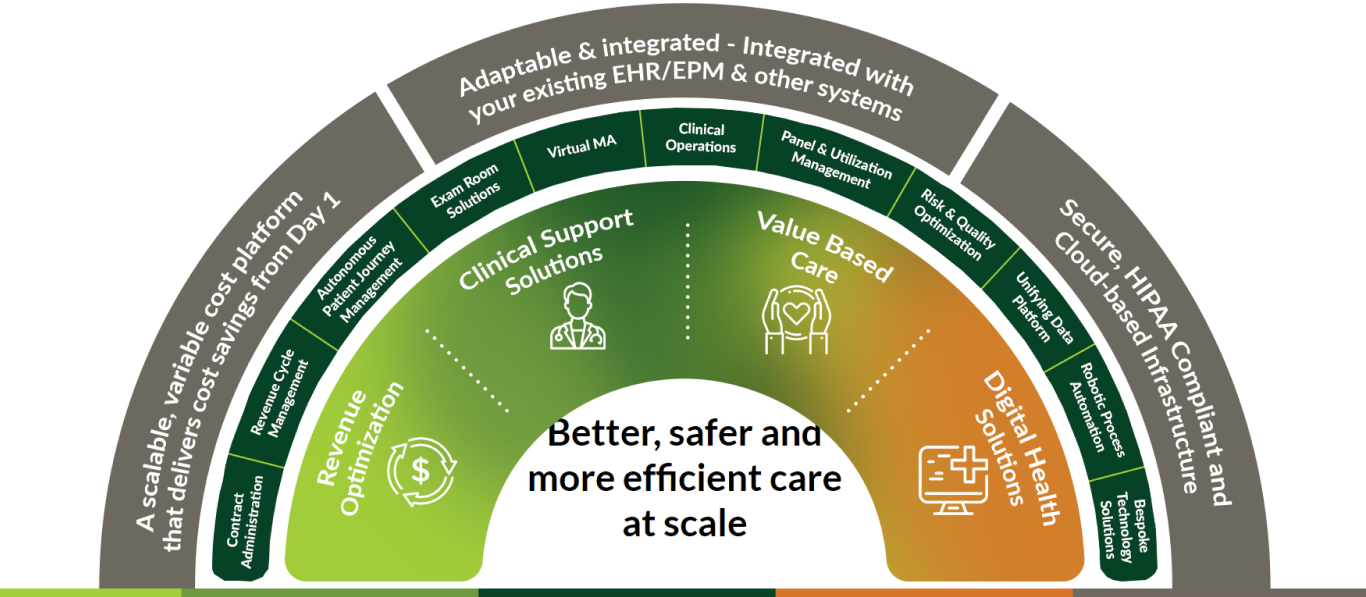 Adaptable & integrated - Integrated with
your existing EHR/EPM & other systems
A scalable, variable cost platform
that delivers cost savings from Day 1
Secure, HIPAA Compliant and
Cloud-based Infrastructure
Contract
Administration
Revenue Cycle
Management
Autonomous
Patient Journey
Management
Exam Room
Solutions
Virtual MA
Clinical
Operations
Panel & Utilization
Management
Risk & Quality
Optimization
Unifying Data
Platform
Robotic Process
Automation
Bespoke
Technology
Solutions
Revenue
Optimization
$
Clinical Support
Solutions
Value Based
Care
Digital Health
Solutions
Better, safer and
more efficient care
at scale